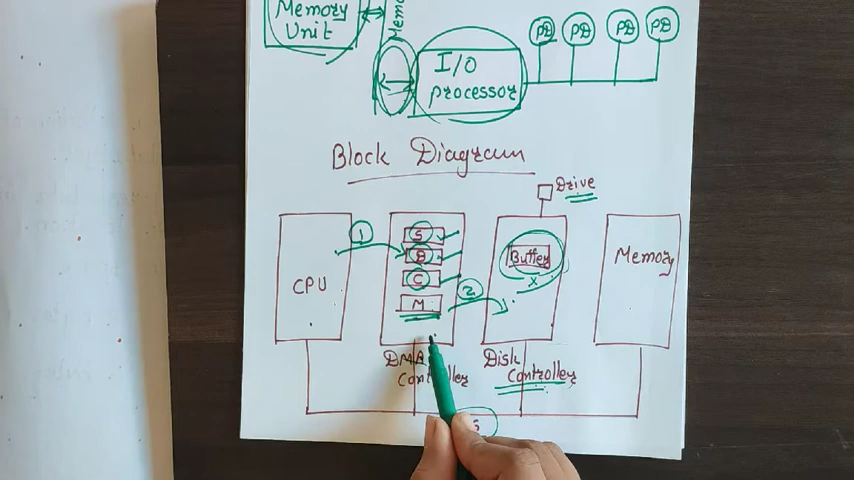 Memory
Unit
Memo
I/O
processor
PD PD PD PD
Block Diagram
Drive
1
S
B
C
M
2
CPU
Buffer
X
Memory
DMA
Controller
Disk
Controller
S